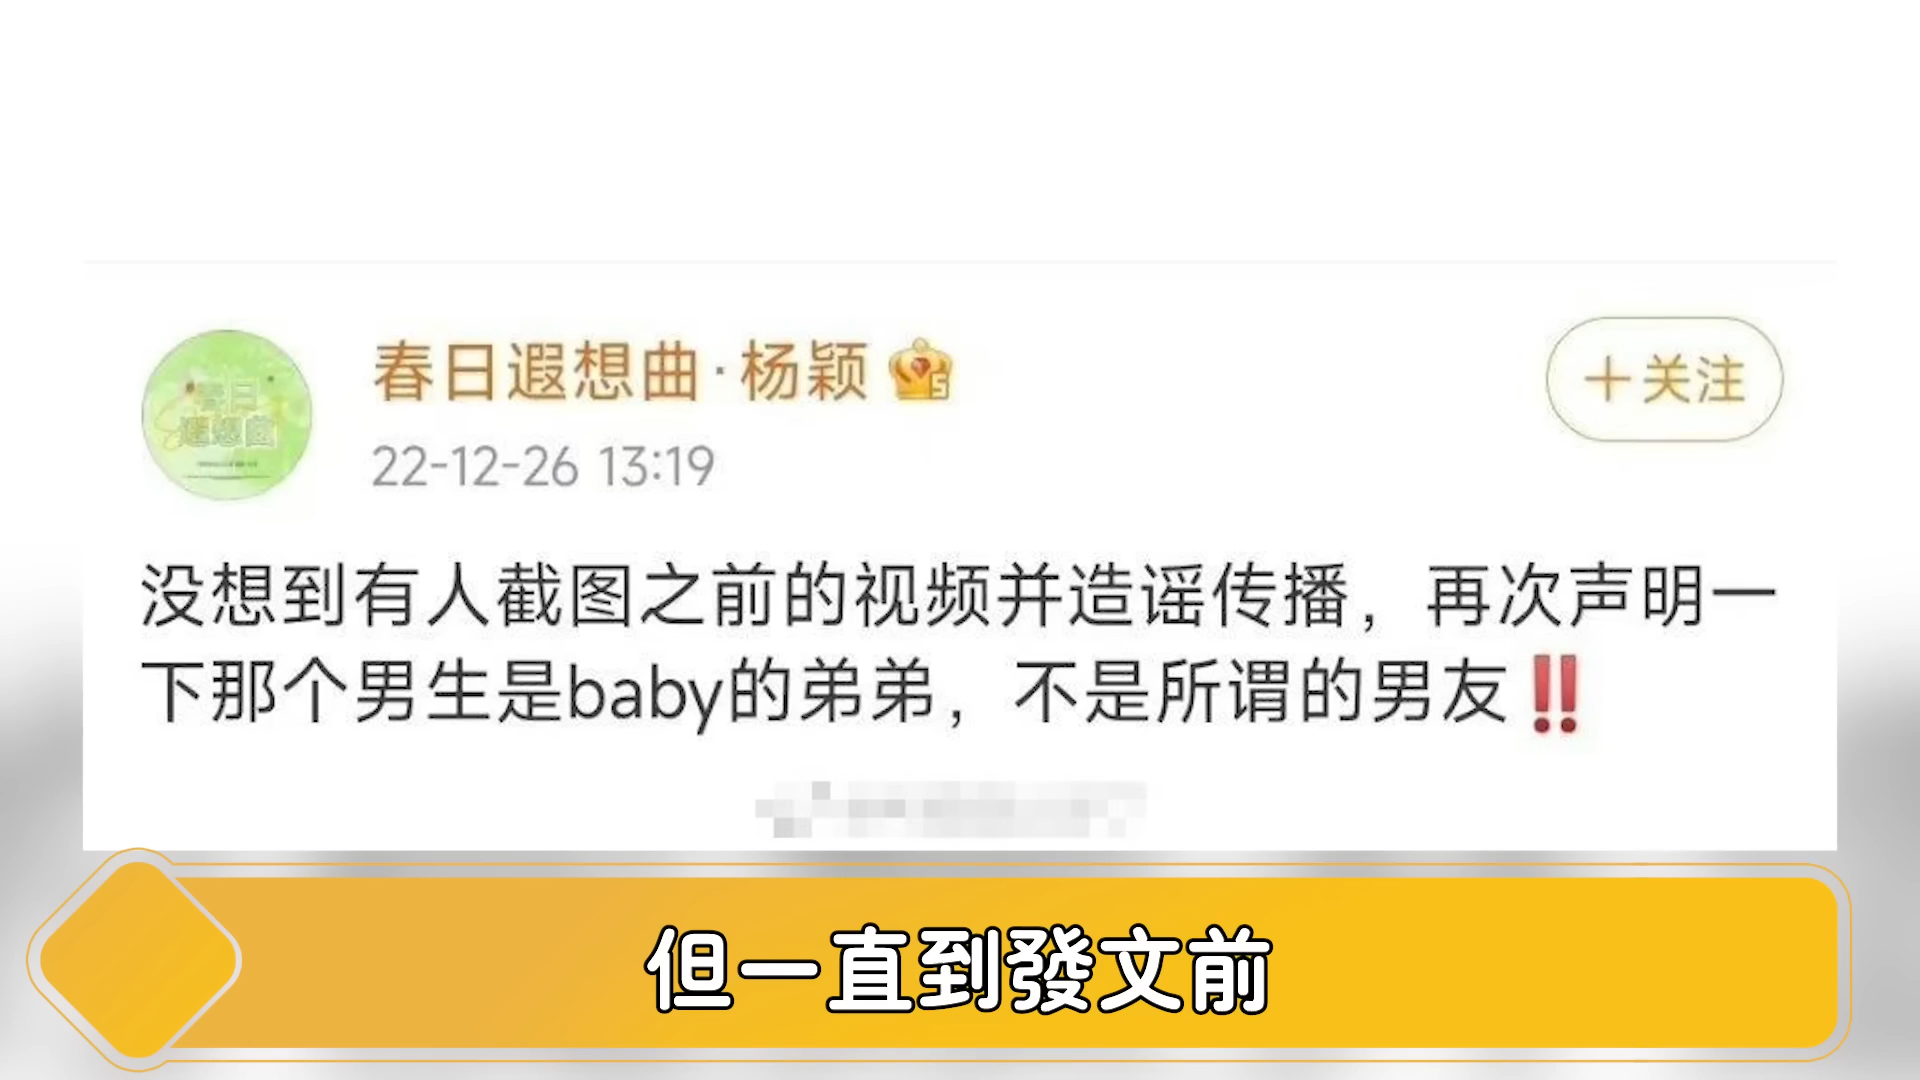 春日遐想曲·杨颖
22-12-26 13:19
+关注
没想到有人截图之前的视频并造谣传播，再次声明一
下那个男生是baby的弟弟，不是所谓的男友‼️
但一直到發文前